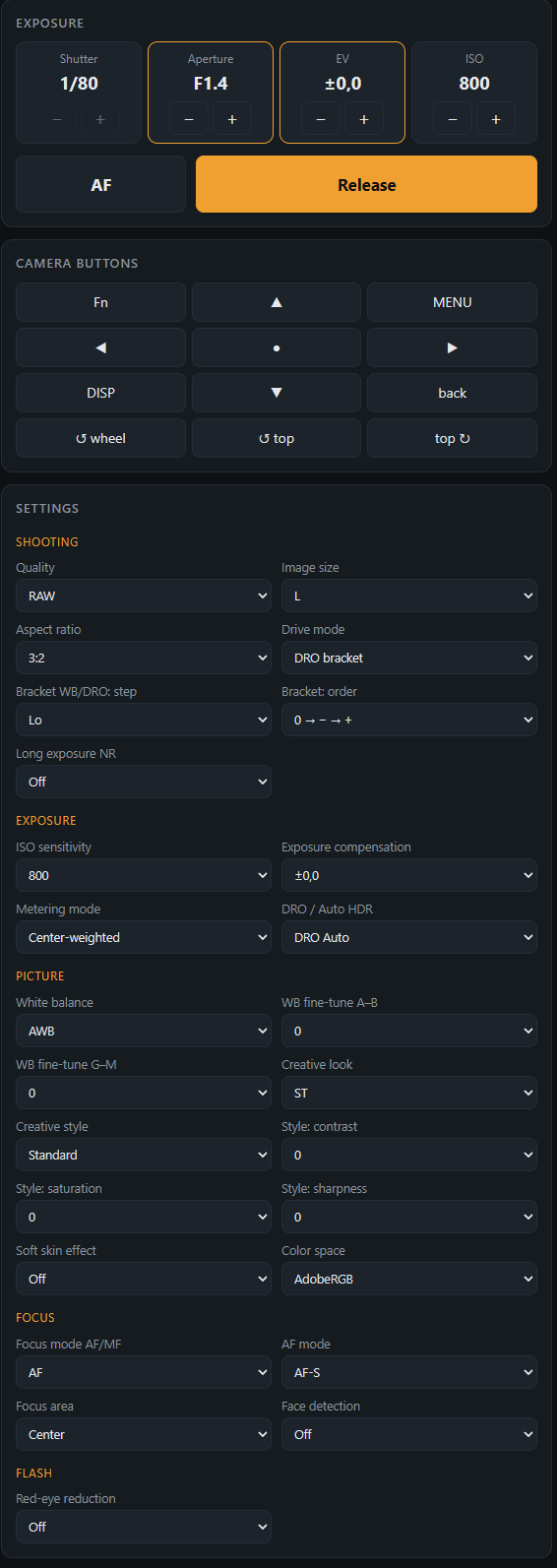 EXPOSURE
Shutter Aperture EV ISO
1/80 F1.4 ±0,0 800
− + − + − + − +
AF Release
CAMERA BUTTONS
Fn ▲ MENU
◀ ● ▶
DISP ▼ back
↺ wheel ↺ top top ↻
SETTINGS
SHOOTING
Quality Image size
RAW L
Aspect ratio Drive mode
3:2 DRO bracket
Bracket WB/DRO: step Bracket: order
Lo 0 → − → +
Long exposure NR
Off
EXPOSURE
ISO sensitivity Exposure compensation
800 ±0,0
Metering mode DRO / Auto HDR
Center-weighted DRO Auto
PICTURE
White balance WB fine-tune A–B
AWB 0
WB fine-tune G–M Creative look
0 ST
Creative style Style: contrast
Standard 0
Style: saturation Style: sharpness
0 0
Soft skin effect Color space
Off AdobeRGB
FOCUS
Focus mode AF/MF AF mode
AF AF-S
Focus area Face detection
Center Off
FLASH
Red-eye reduction
Off